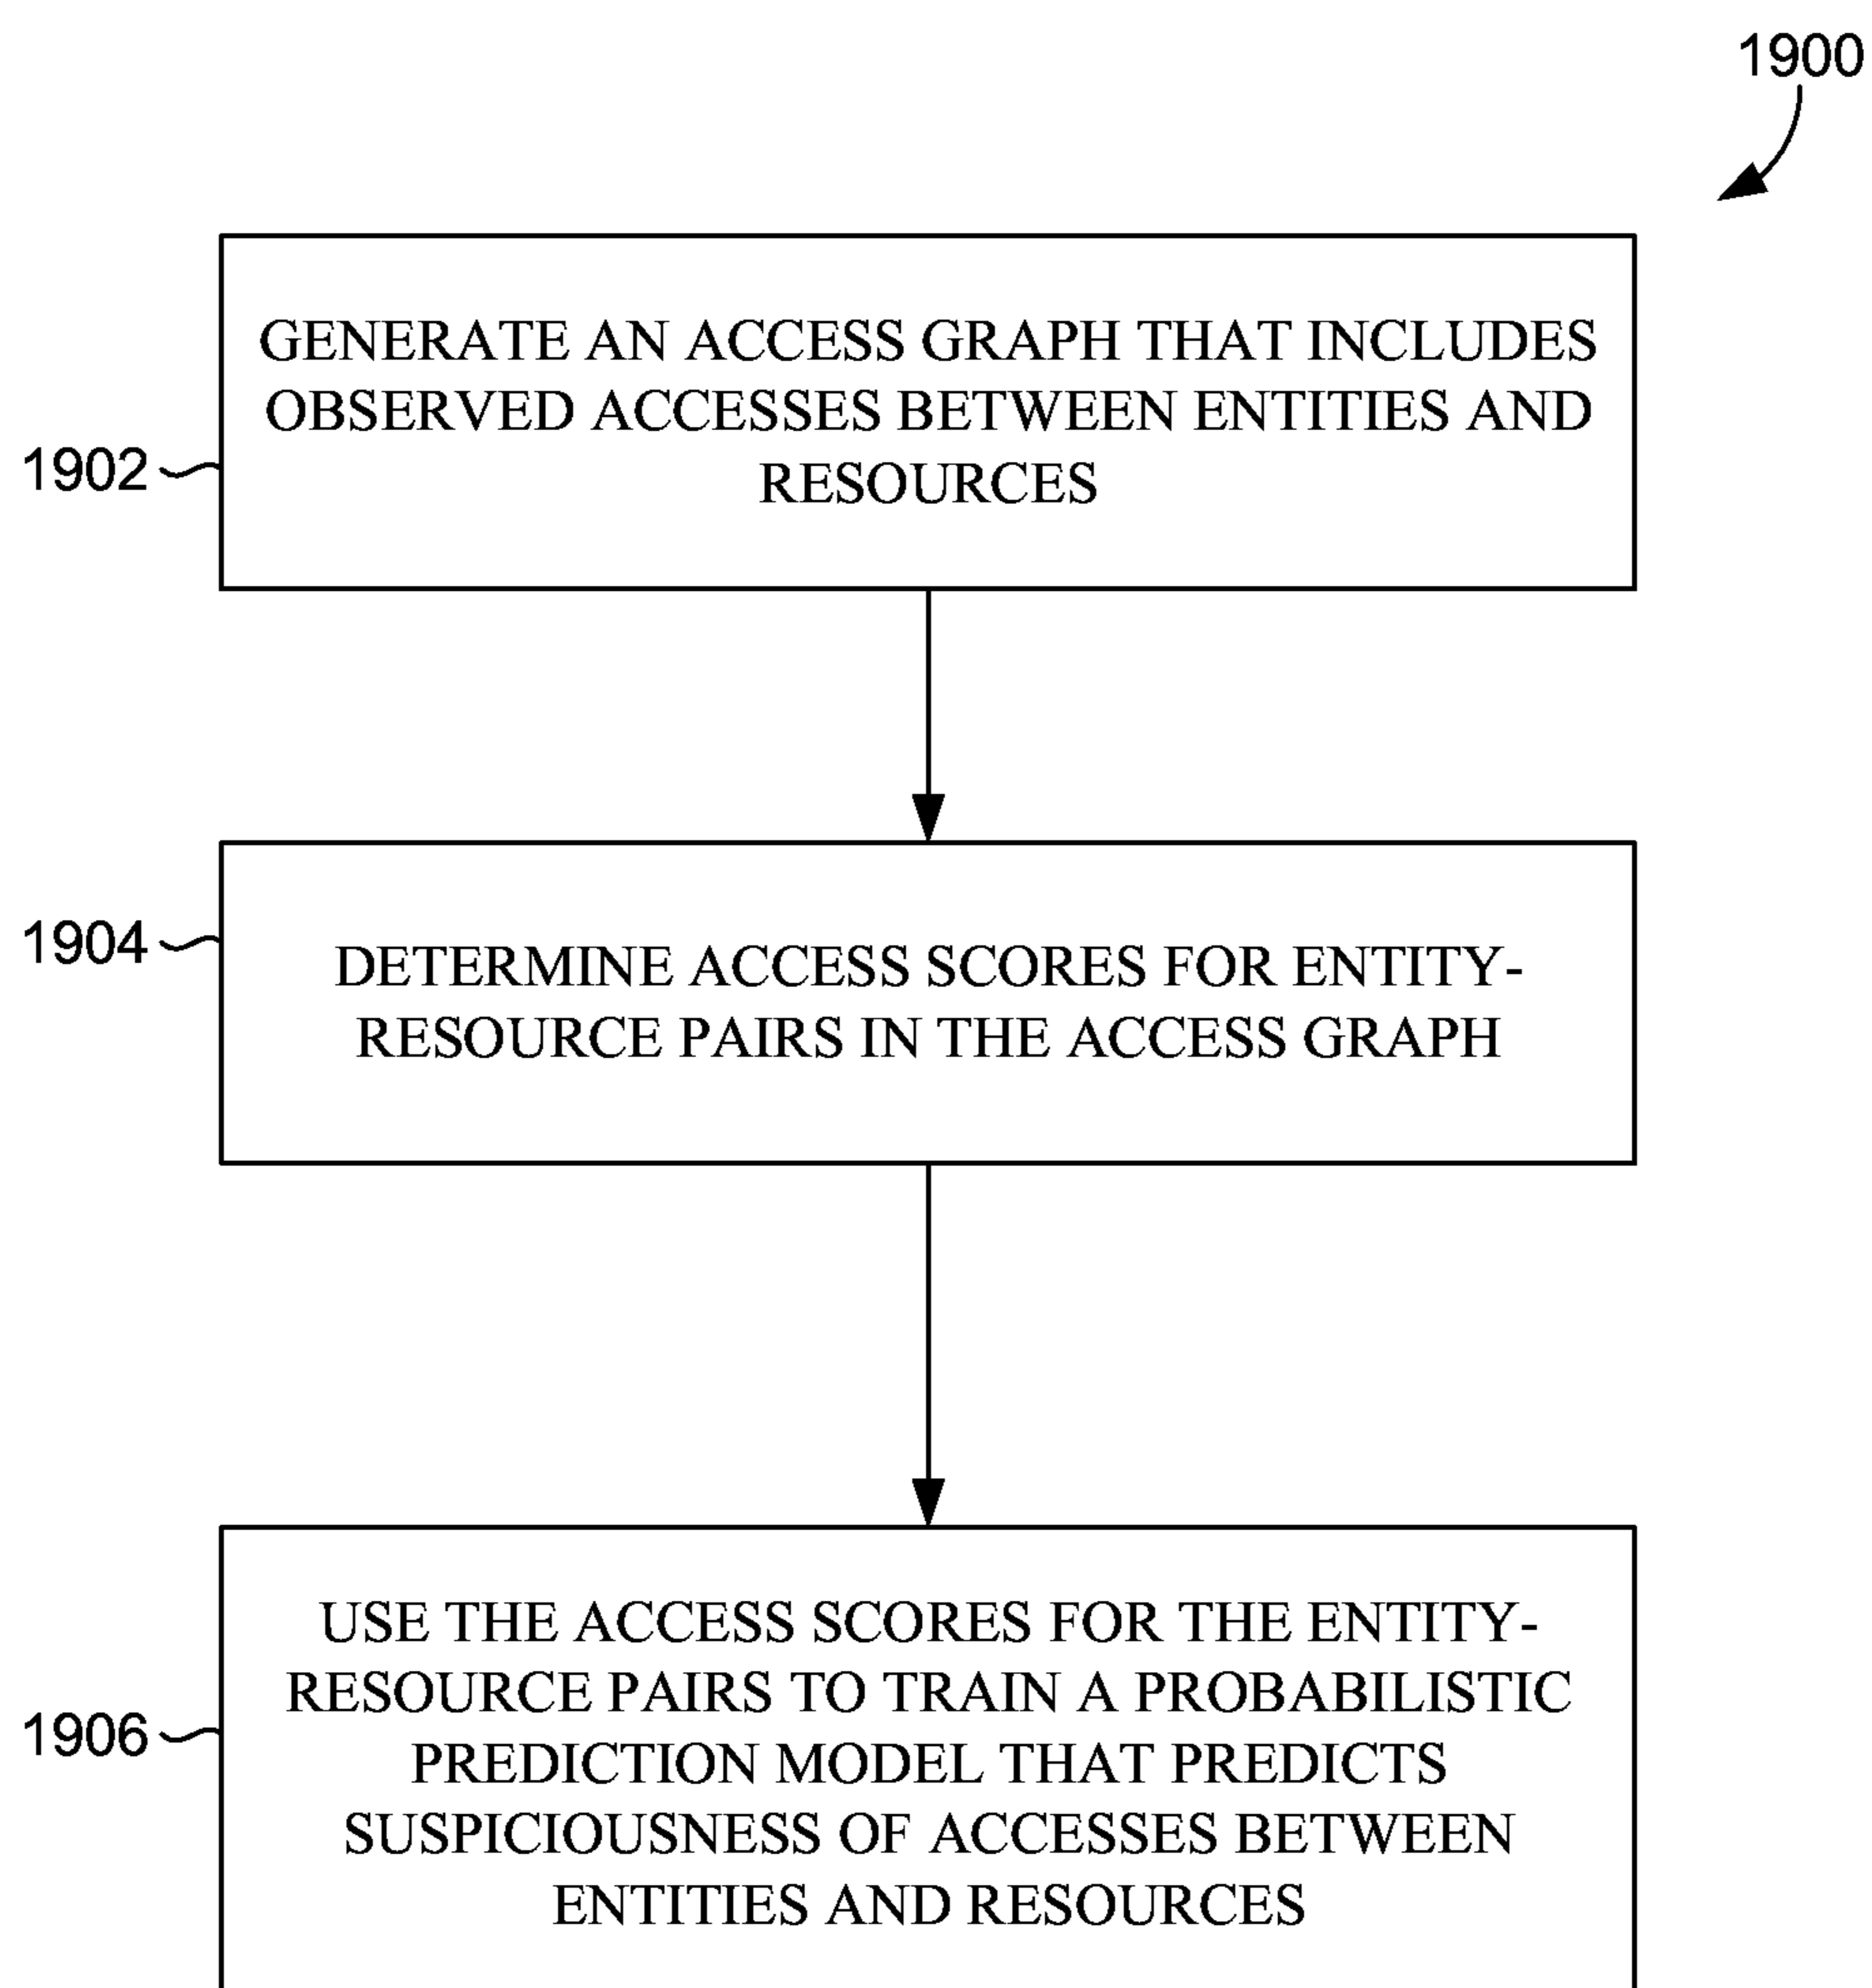 1900
GENERATE AN ACCESS GRAPH THAT INCLUDES
OBSERVED ACCESSES BETWEEN ENTITIES AND
RESOURCES
1902
1904
DETERMINE ACCESS SCORES FOR ENTITY-
RESOURCE PAIRS IN THE ACCESS GRAPH
USE THE ACCESS SCORES FOR THE ENTITY-
RESOURCE PAIRS TO TRAIN A PROBABILISTIC
PREDICTION MODEL THAT PREDICTS
SUSPICIOUSNESS OF ACCESSES BETWEEN
ENTITIES AND RESOURCES
1906